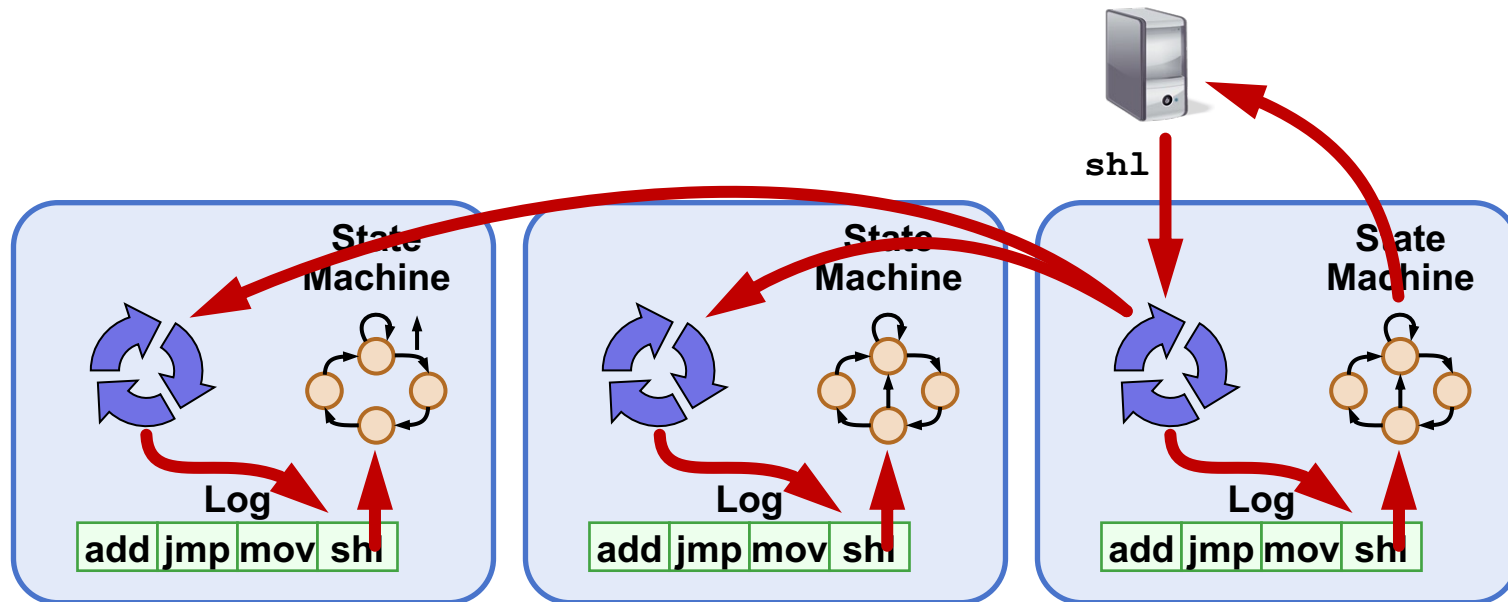 shl
State
Machine
Log
add jmp mov shl
State
Machine
Log
add jmp mov shl
State
Machine
Log
add jmp mov shl